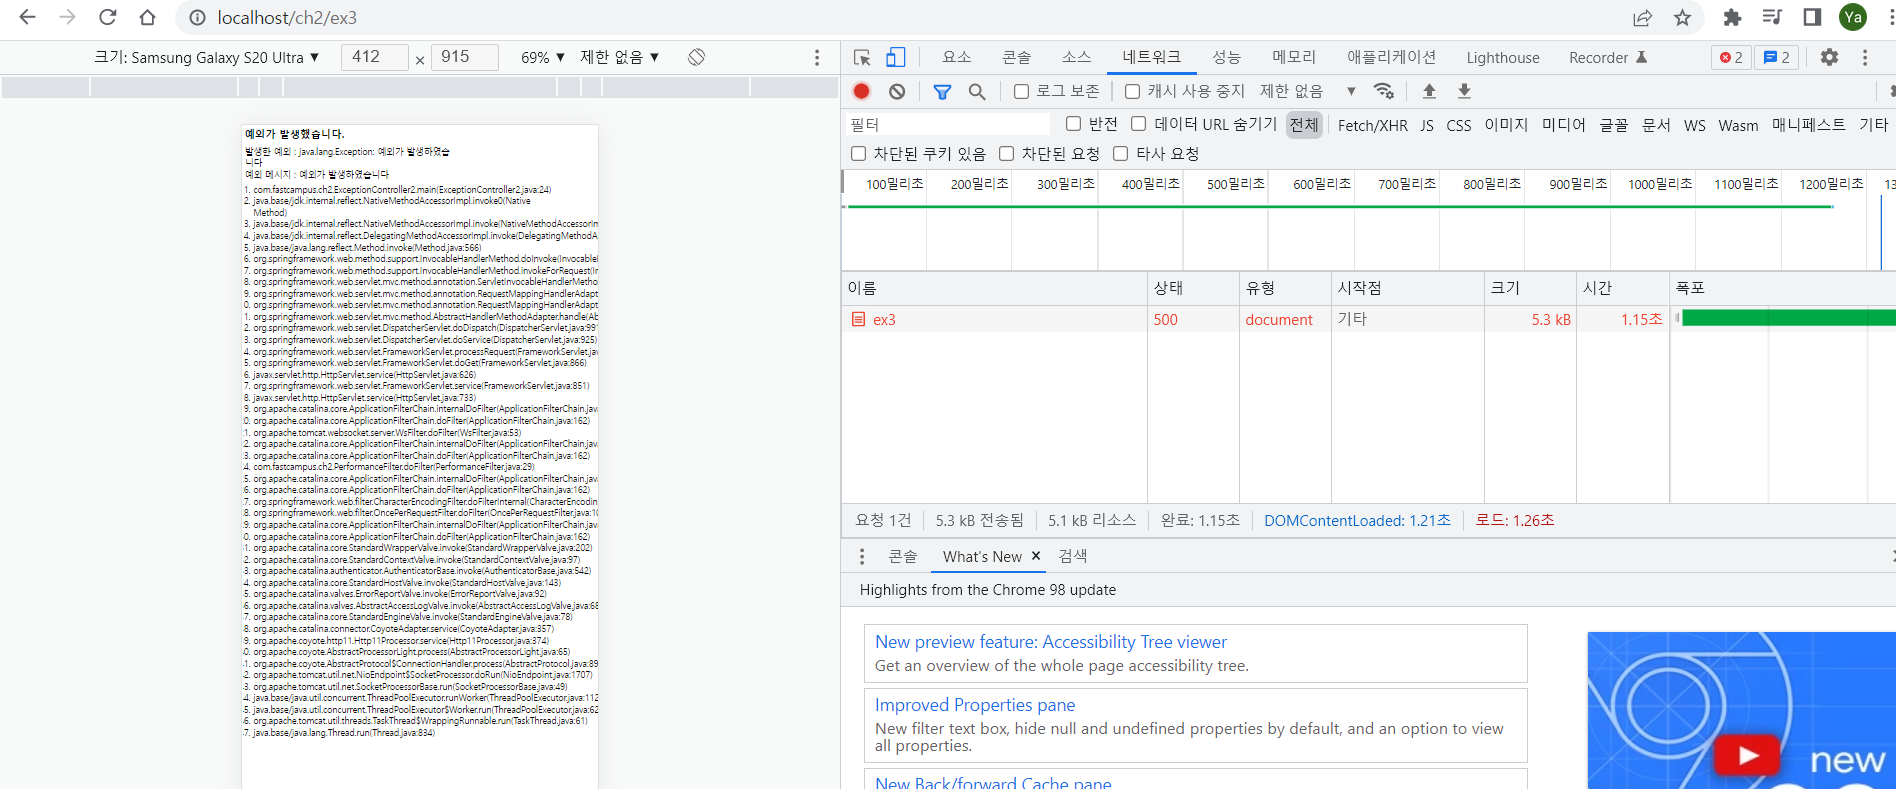 localhost/ch2/ex3
Ya
크기: Samsung Galaxy S20 Ultra ▼ 412 × 915 69% ▼ 제한 없음 ▼
요소 콘솔 소스 네트워크 성능 메모리 애플리케이션 Lighthouse Recorder 2 2
로그 보존 캐시 사용 중지 제한 없음 ▼
필터 반전 데이터 URL 숨기기 전체 Fetch/XHR JS CSS 이미지 미디어 글꼴 문서 WS Wasm 매니페스트 기타
차단된 쿠키 있음 차단된 요청 타사 요청
100밀리초 200밀리초 300밀리초 400밀리초 500밀리초 600밀리초 700밀리초 800밀리초 900밀리초 1000밀리초 1100밀리초 1200밀리초 13
이름 상태 유형 시작점 크기 시간 폭포
ex3 500 document 기타 5.3 kB 1.15초
요청 1건 5.3 kB 전송됨 5.1 kB 리소스 완료: 1.15초 DOMContentLoaded: 1.21초 로드: 1.26초
콘솔 What's New × 검색
Highlights from the Chrome 98 update
New preview feature: Accessibility Tree viewer
Get an overview of the whole page accessibility tree.
Improved Properties pane
New filter text box, hide null and undefined properties by default, and an option to view
all properties.
New Back/forward Cache pane
new
예외가 발생했습니다.
발생한 예외 : java.lang.Exception: 예외가 발생하였습
니다
예외 메시지 : 예외가 발생하였습니다
1. com.fastcampus.ch2.ExceptionController2.main(ExceptionController2.java:24)
2. java.base/jdk.internal.reflect.NativeMethodAccessorImpl.invoke0(Native
Method)
3. java.base/jdk.internal.reflect.NativeMethodAccessorImpl.invoke(NativeMethodAccessorIm
4. java.base/jdk.internal.reflect.DelegatingMethodAccessorImpl.invoke(DelegatingMethodA
5. java.base/java.lang.reflect.Method.invoke(Method.java:566)
6. org.springframework.web.method.support.InvocableHandlerMethod.doInvoke(Invocable
7. org.springframework.web.method.support.InvocableHandlerMethod.invokeForRequest(In
8. org.springframework.web.servlet.mvc.method.annotation.ServletInvocableHandlerMetho
9. org.springframework.web.servlet.mvc.method.annotation.RequestMappingHandlerAdapt
0. org.springframework.web.servlet.mvc.method.annotation.RequestMappingHandlerAdapt
1. org.springframework.web.servlet.mvc.method.AbstractHandlerMethodAdapter.handle(Ab
2. org.springframework.web.servlet.DispatcherServlet.doDispatch(DispatcherServlet.java:991
3. org.springframework.web.servlet.DispatcherServlet.doService(DispatcherServlet.java:925)
4. org.springframework.web.servlet.FrameworkServlet.processRequest(FrameworkServlet.jav
5. org.springframework.web.servlet.FrameworkServlet.doGet(FrameworkServlet.java:866)
6. javax.servlet.http.HttpServlet.service(HttpServlet.java:626)
7. org.springframework.web.servlet.FrameworkServlet.service(FrameworkServlet.java:851)
8. javax.servlet.http.HttpServlet.service(HttpServlet.java:733)
9. org.apache.catalina.core.ApplicationFilterChain.internalDoFilter(ApplicationFilterChain.jav
0. org.apache.catalina.core.ApplicationFilterChain.doFilter(ApplicationFilterChain.java:162)
1. org.apache.tomcat.websocket.server.WsFilter.doFilter(WsFilter.java:53)
2. org.apache.catalina.core.ApplicationFilterChain.internalDoFilter(ApplicationFilterChain.jav
3. org.apache.catalina.core.ApplicationFilterChain.doFilter(ApplicationFilterChain.java:162)
4. com.fastcampus.ch2.PerformanceFilter.doFilter(PerformanceFilter.java:29)
5. org.apache.catalina.core.ApplicationFilterChain.internalDoFilter(ApplicationFilterChain.jav
6. org.apache.catalina.core.ApplicationFilterChain.doFilter(ApplicationFilterChain.java:162)
7. org.springframework.web.filter.CharacterEncodingFilter.doFilterInternal(CharacterEncodin
8. org.springframework.web.filter.OncePerRequestFilter.doFilter(OncePerRequestFilter.java:10
9. org.apache.catalina.core.ApplicationFilterChain.internalDoFilter(ApplicationFilterChain.jav
0. org.apache.catalina.core.ApplicationFilterChain.doFilter(ApplicationFilterChain.java:162)
1. org.apache.catalina.core.StandardWrapperValve.invoke(StandardWrapperValve.java:202)
2. org.apache.catalina.core.StandardContextValve.invoke(StandardContextValve.java:97)
3. org.apache.catalina.authenticator.AuthenticatorBase.invoke(AuthenticatorBase.java:542)
4. org.apache.catalina.core.StandardHostValve.invoke(StandardHostValve.java:143)
5. org.apache.catalina.valves.ErrorReportValve.invoke(ErrorReportValve.java:92)
6. org.apache.catalina.valves.AbstractAccessLogValve.invoke(AbstractAccessLogValve.java:68
7. org.apache.catalina.core.StandardEngineValve.invoke(StandardEngineValve.java:78)
8. org.apache.catalina.connector.CoyoteAdapter.service(CoyoteAdapter.java:357)
9. org.apache.coyote.http11.Http11Processor.service(Http11Processor.java:374)
0. org.apache.coyote.AbstractProcessorLight.process(AbstractProcessorLight.java:65)
1. org.apache.coyote.AbstractProtocol$ConnectionHandler.process(AbstractProtocol.java:89
2. org.apache.tomcat.util.net.NioEndpoint$SocketProcessor.doRun(NioEndpoint.java:1707)
3. org.apache.tomcat.util.net.SocketProcessorBase.run(SocketProcessorBase.java:49)
4. java.base/java.util.concurrent.ThreadPoolExecutor.runWorker(ThreadPoolExecutor.java:112
5. java.base/java.util.concurrent.ThreadPoolExecutor$Worker.run(ThreadPoolExecutor.java:62
6. org.apache.tomcat.util.threads.TaskThread$WrappingRunnable.run(TaskThread.java:61)
7. java.base/java.lang.Thread.run(Thread.java:834)